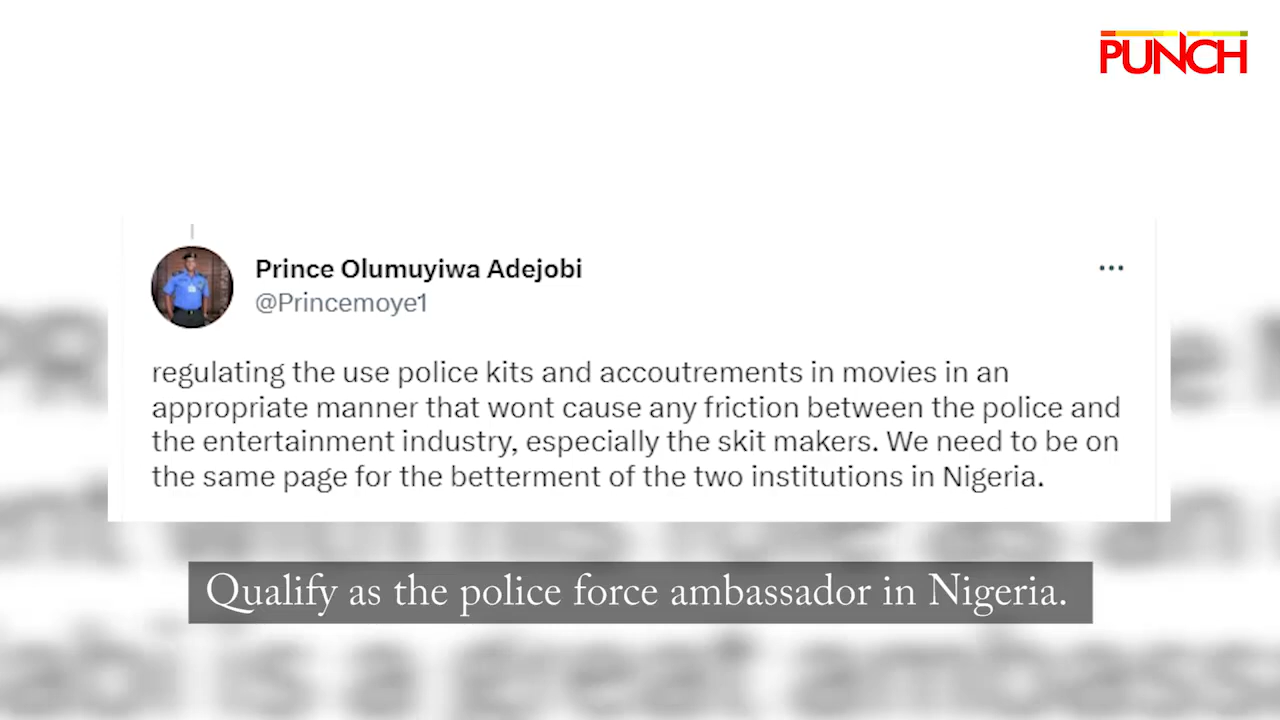 PUNCH
Prince Olumuyiwa Adejobi
@Princemoye1
regulating the use police kits and accoutrements in movies in an
appropriate manner that wont cause any friction between the police and
the entertainment industry, especially the skit makers. We need to be on
the same page for the betterment of the two institutions in Nigeria.
Qualify as the police force ambassador in Nigeria.
is a great